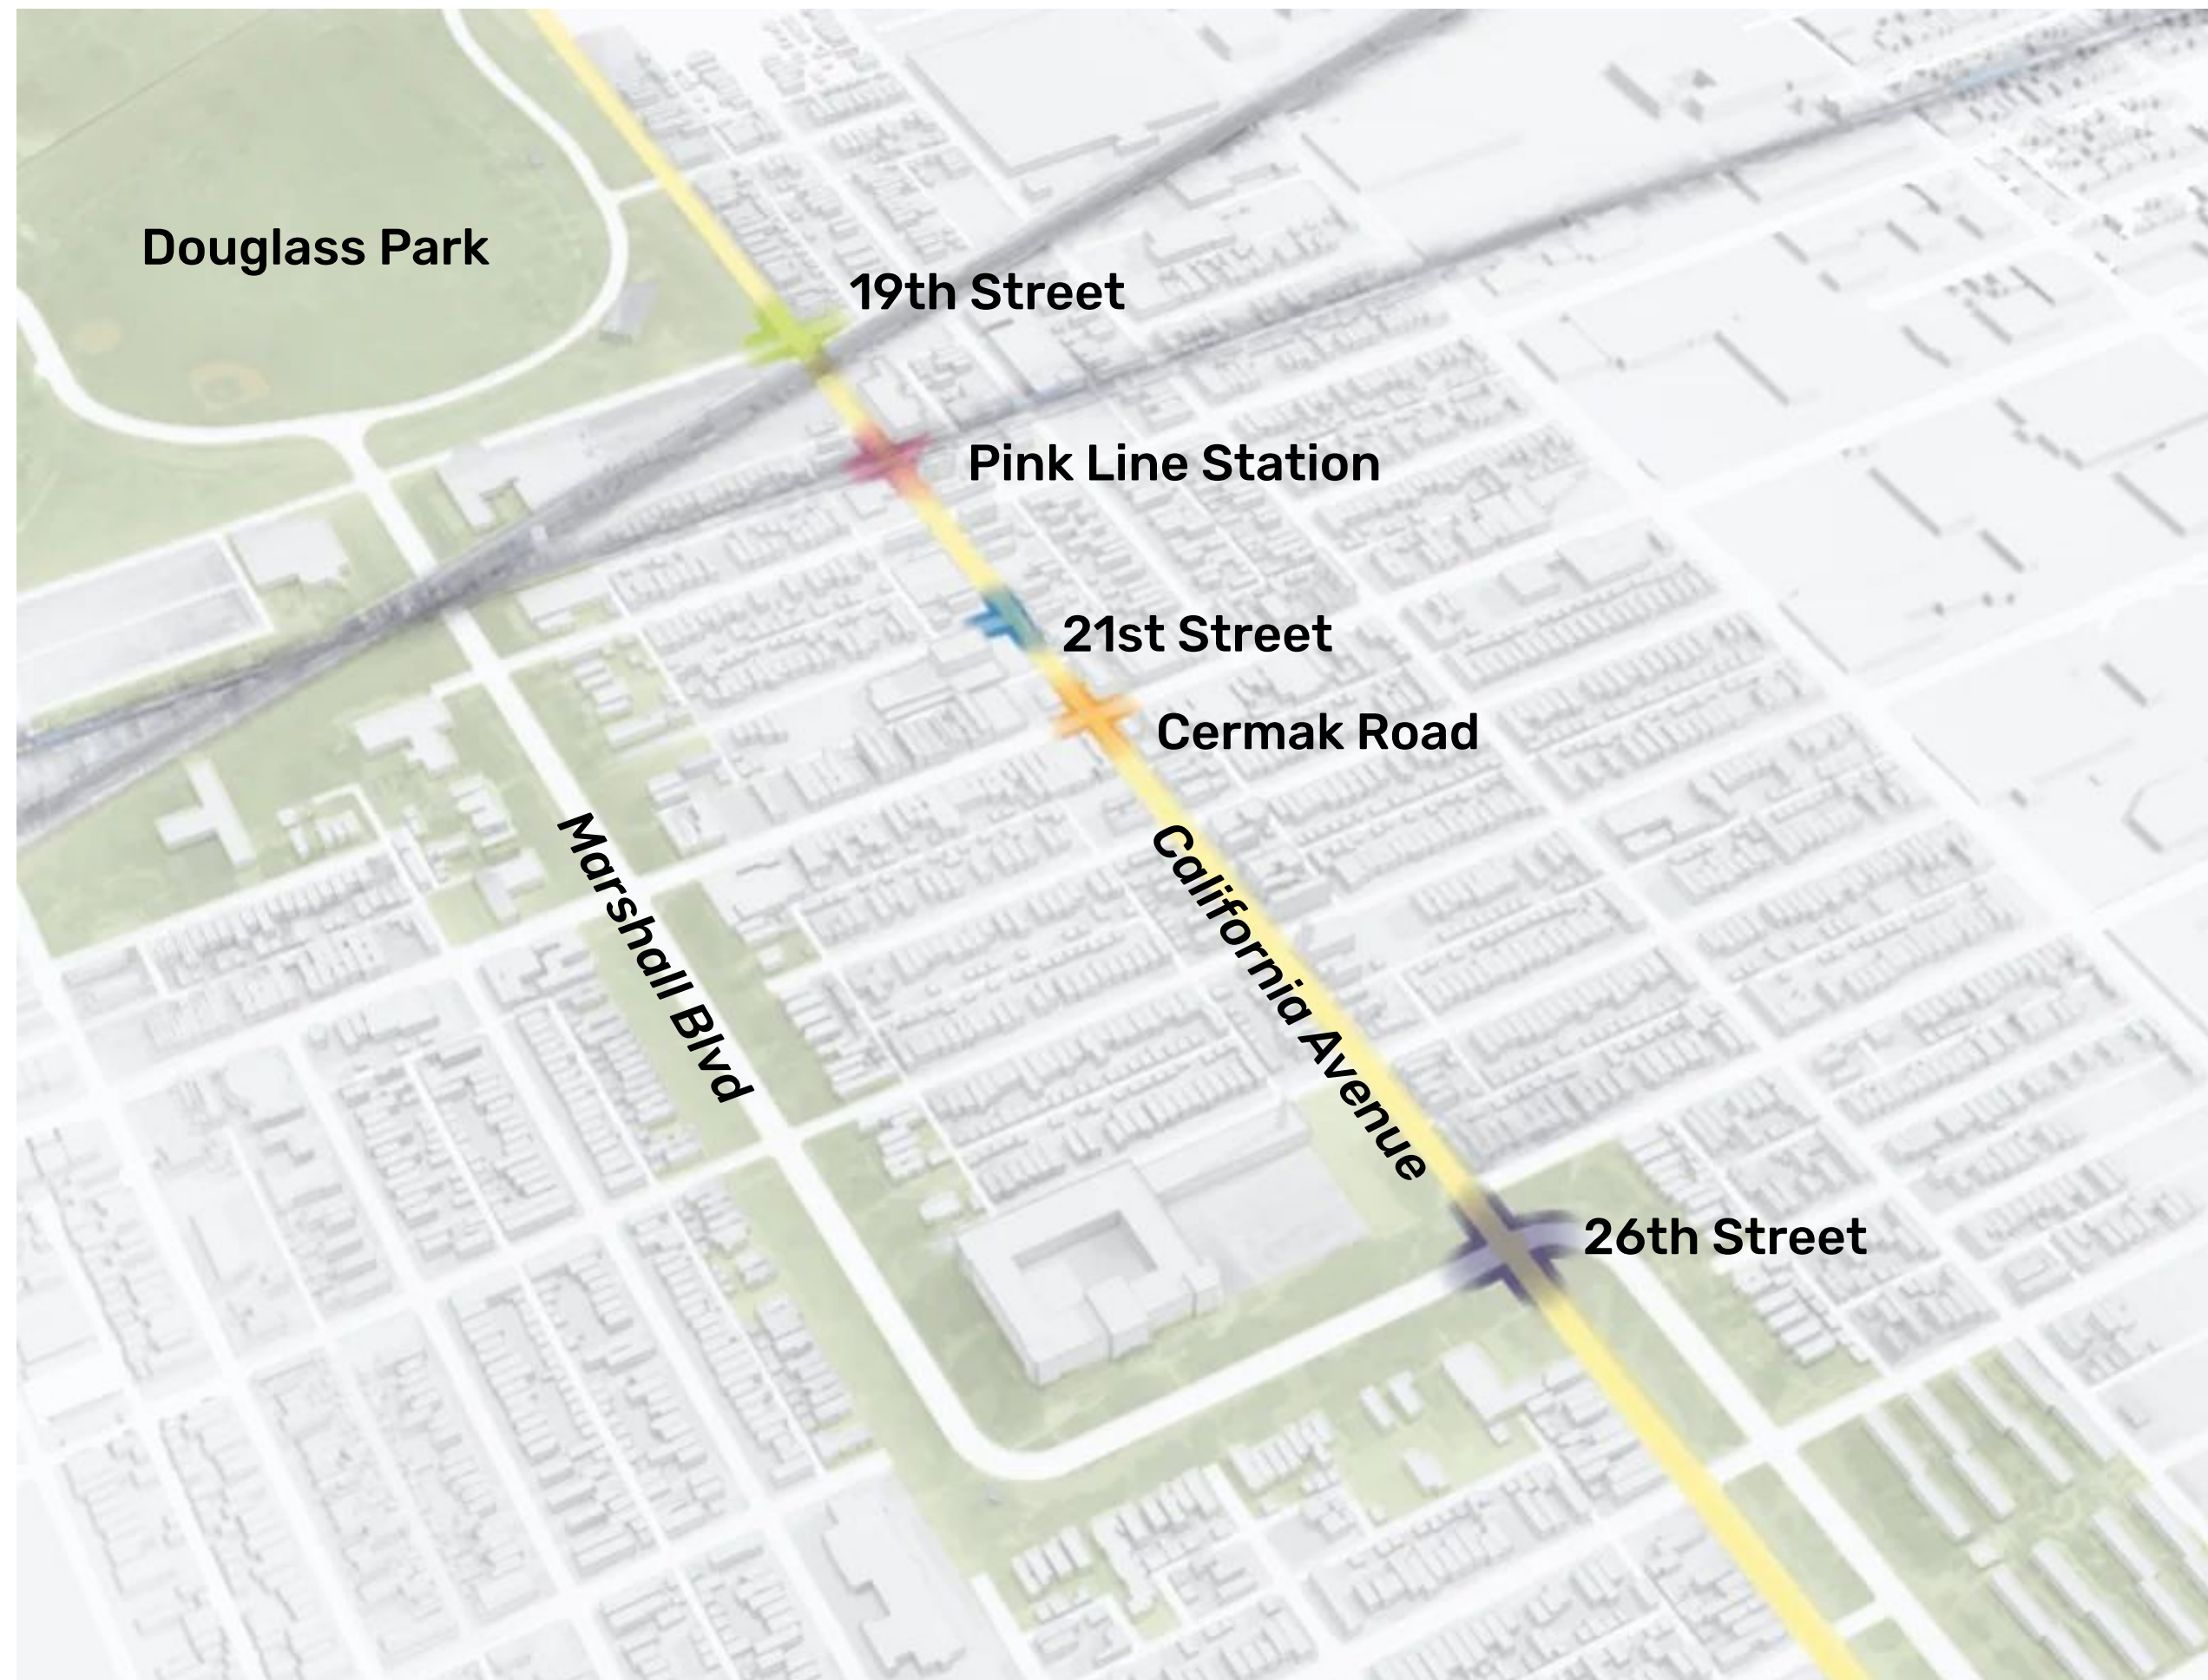 Douglass Park
19th Street
Pink Line Station
21st Street
Cermak Road
Marshall Blvd
California Avenue
26th Street